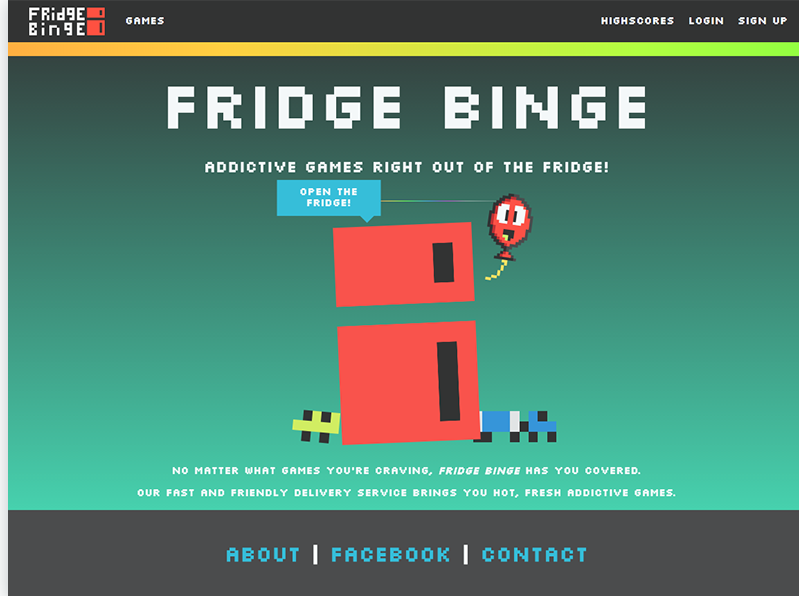 FRidgE
BingE
GAMES
HIGHSCORES LOGIN SIGN UP
FRIDGE BINGE
ADDICTIVE GAMES RIGHT OUT OF THE FRIDGE!
OPEN THE
FRIDGE!
NO MATTER WHAT GAMES YOU'RE CRAVING, FRIDGE BINGE HAS YOU COVERED.
OUR FAST AND FRIENDLY DELIVERY SERVICE BRINGS YOU HOT, FRESH ADDICTIVE GAMES.
ABOUT | FACEBOOK | CONTACT